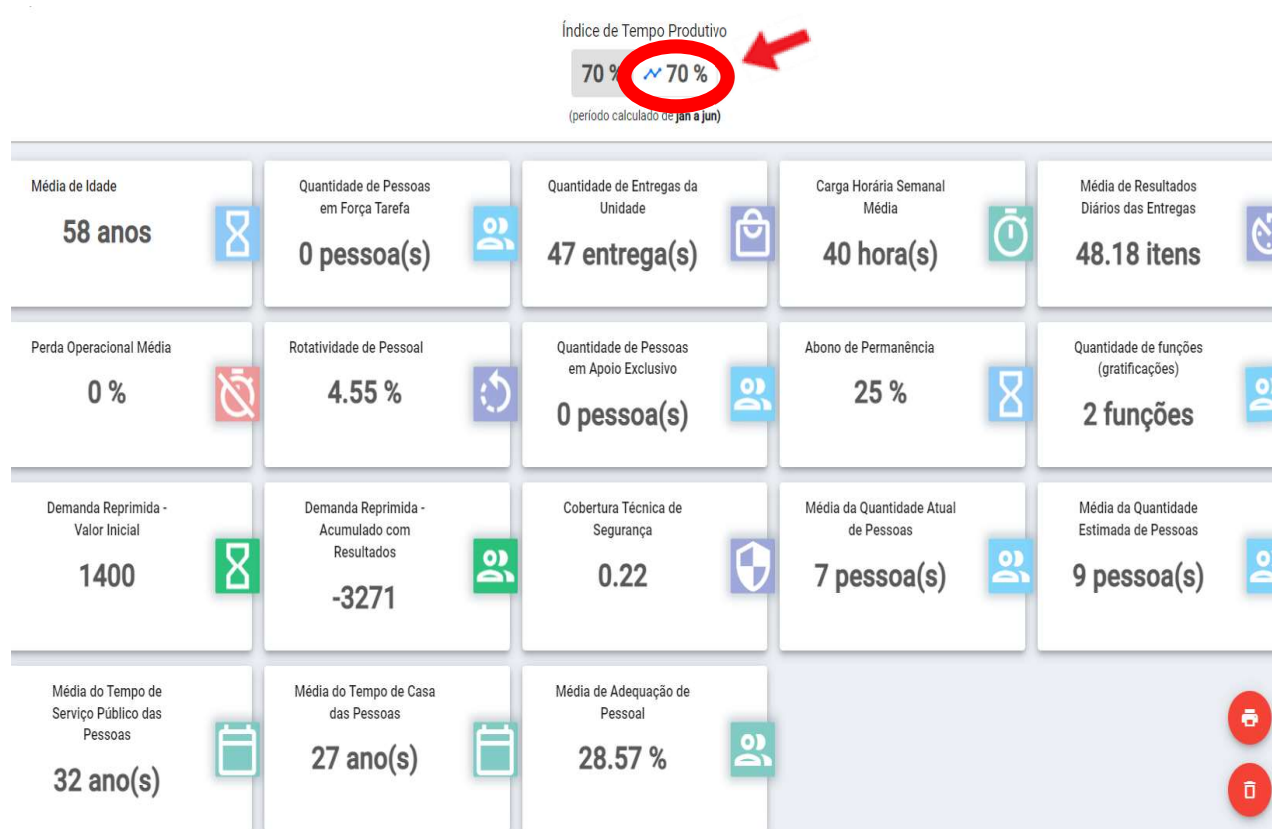 Índice de Tempo Produtivo
70 % 70 %
(período calculado de jan a jun)
Média de Idade
58 anos
Quantidade de Pessoas
em Força Tarefa
0 pessoa(s)
Quantidade de Entregas da
Unidade
47 entrega(s)
Carga Horária Semanal
Média
40 hora(s)
Média de Resultados
Diários das Entregas
48.18 itens
Perda Operacional Média
0 %
Rotatividade de Pessoal
4.55 %
Quantidade de Pessoas
em Apoio Exclusivo
0 pessoa(s)
Abono de Permanência
25 %
Quantidade de funções
(gratificações)
2 funções
Demanda Reprimida -
Valor Inicial
1400
Demanda Reprimida -
Acumulado com
Resultados
-3271
Cobertura Técnica de
Segurança
0.22
Média da Quantidade Atual
de Pessoas
7 pessoa(s)
Média da Quantidade
Estimada de Pessoas
9 pessoa(s)
Média do Tempo de
Serviço Público das
Pessoas
32 ano(s)
Média do Tempo de Casa
das Pessoas
27 ano(s)
Média de Adequação de
Pessoal
28.57 %